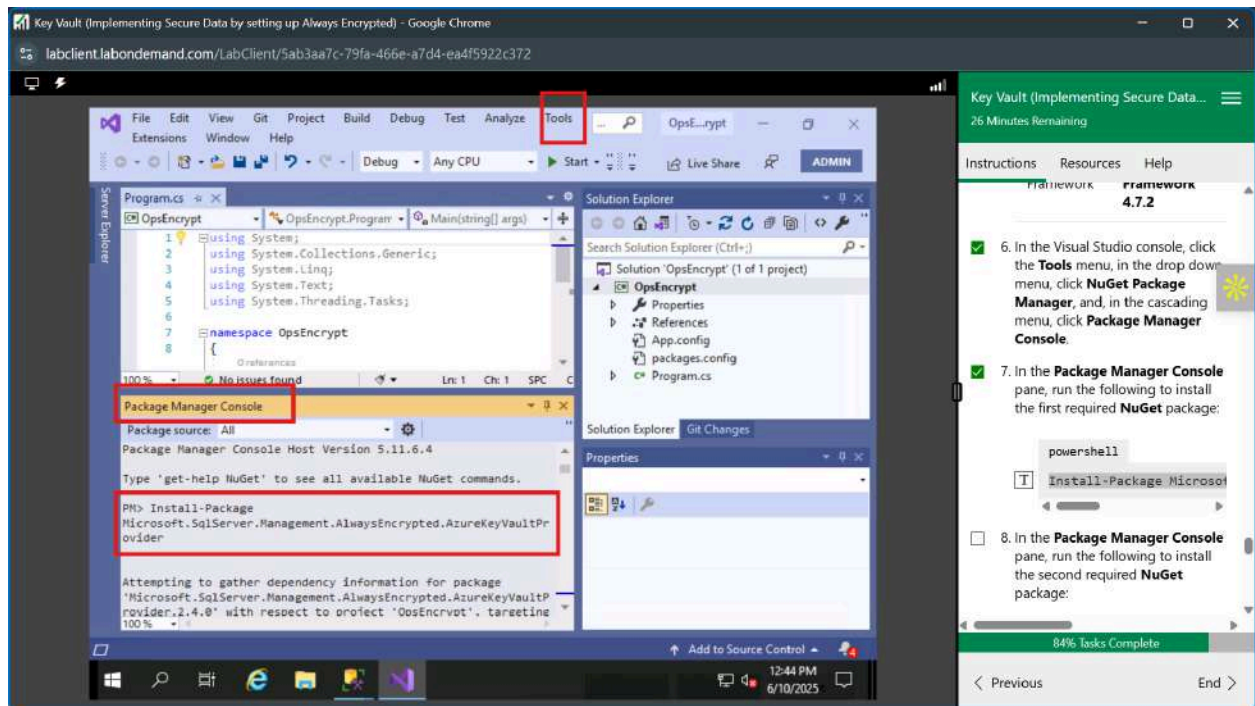 Key Vault (Implementing Secure Data by setting up Always Encrypted) - Google Chrome
labclient.labondemand.com/LabClient/5ab3aa7c-79fa-466e-a7d4-ea4f5922c372
File Edit View Git Project Build Debug Test Analyze Tools
Extensions Window Help
OpsE...rypt
Debug Any CPU Start Live Share ADMIN
Server Explorer
Program.cs
OpsEncrypt OpsEncrypt.Program Main(string[] args)
1 using System;
2 using System.Collections.Generic;
3 using System.Linq;
4 using System.Text;
5 using System.Threading.Tasks;
6
7 namespace OpsEncrypt
8 {
0 references
100 % No issues found Ln: 1 Ch: 1 SPC C
Package Manager Console
Package source: All
Package Manager Console Host Version 5.11.6.4
Type 'get-help NuGet' to see all available NuGet commands.
PM> Install-Package
Microsoft.SqlServer.Management.AlwaysEncrypted.AzureKeyVaultPr
ovider
Attempting to gather dependency information for package
'Microsoft.SqlServer.Management.AlwaysEncrypted.AzureKeyVaultP
rovider.2.4.0' with respect to project 'OpsEncrypt', targeting
100 %
Solution Explorer
Search Solution Explorer (Ctrl+;)
Solution 'OpsEncrypt' (1 of 1 project)
OpsEncrypt
Properties
References
App.config
packages.config
Program.cs
Solution Explorer Git Changes
Properties
Add to Source Control 4
12:44 PM
6/10/2025
Key Vault (Implementing Secure Data...
26 Minutes Remaining
Instructions Resources Help
Framework Framework
4.7.2
6. In the Visual Studio console, click
the Tools menu, in the drop down
menu, click NuGet Package
Manager, and, in the cascading
menu, click Package Manager
Console.
7. In the Package Manager Console
pane, run the following to install
the first required NuGet package:
powershell
T Install-Package Microsof
8. In the Package Manager Console
pane, run the following to install
the second required NuGet
package:
84% Tasks Complete
< Previous End >